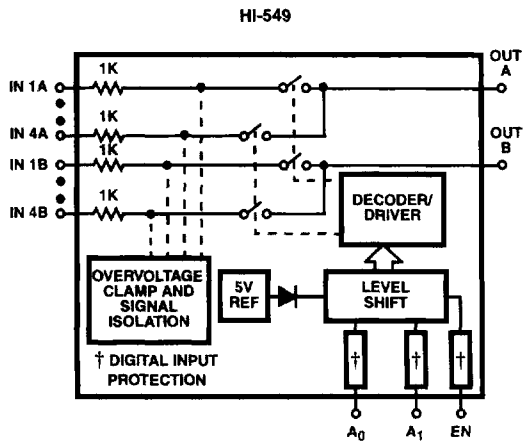 HI-549
OUT
A
1K
IN 1A
IN 4A
1K
OUT
B
IN 1B
1K
1K
IN 4B
DECODER/
DRIVER
OVERVOLTAGE
CLAMP AND
SIGNAL
ISOLATION
5V
REF
LEVEL
SHIFT
† DIGITAL INPUT
PROTECTION
† † †
A0 A1 EN